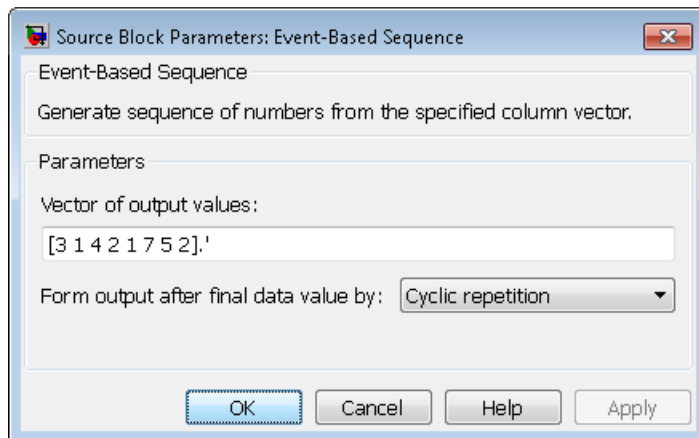 Source Block Parameters: Event-Based Sequence
Event-Based Sequence
Generate sequence of numbers from the specified column vector.
Parameters
Vector of output values:
[3 1 4 2 1 7 5 2].'
Form output after final data value by: Cyclic repetition
OK Cancel Help Apply